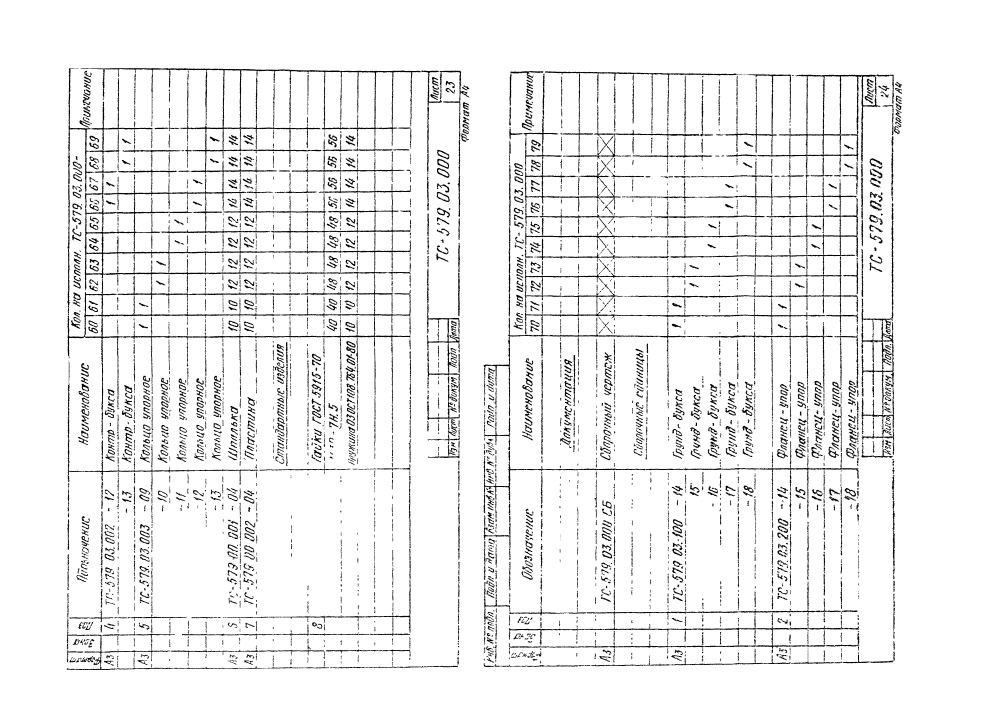 Формат Зона Поз. Обозначение Наименование Кол. на исполн. ТС-579.03.000- Примечание
60 61 62 63 64 65 66 67 68 69
А3 4 ТС-579.03.002 -12 Контр-букса 1 1
-13 Контр-букса 1 1
А3 5 ТС-579.03.003 -09 Кольцо упорное 1 1
-10 Кольцо упорное 1 1
-11 Кольцо упорное 1 1
-12 Кольцо упорное 1 1
-13 Кольцо упорное 1 1
А3 ТС-579.00.001 -04 Шпилька 10 10 12 12 12 12 14 14 14 14
А3 7 ТС-579.00.002 -04 Пластина 10 10 12 12 12 12 14 14 14 14
Стандартные изделия
8 Гайки ГОСТ 5915-70
7Н.5 40 40 48 48 48 48 56 56 56 56
10 10 12 12 12 12 14 14 14 14
Изм Лист № докум. Подп. Дата
ТС-579.03.000
Лист
23
Формат А4
Инв. № подл. Подп. и дата Взам. инв. № Инв. № дубл. Подп. и дата
Поз. Обозначение Наименование Кол. на исполн. ТС-579.03.000 Примечание
70 71 72 73 74 75 76 77 78 79
Документация
А3 ТС-579.03.000 СБ Сборочный чертеж
Сборочные единицы
А3 1 ТС-579.03.100 -14 Грунд-букса 1 1
15 Грунд-букса 1 1
-16 Грунд-букса 1 1
-17 Грунд-букса 1 1
-18 Грунд-букса 1 1
А3 2 ТС-579.03.200 -14 Фланец-упор 1 1
-15 Фланец-упор 1 1
-16 Фланец-упор 1 1
-17 Фланец-упор 1 1
-18 Фланец-упор 1 1
Изм Лист № докум. Подп. Дата
ТС-579.03.000
Лист
24
Формат А4